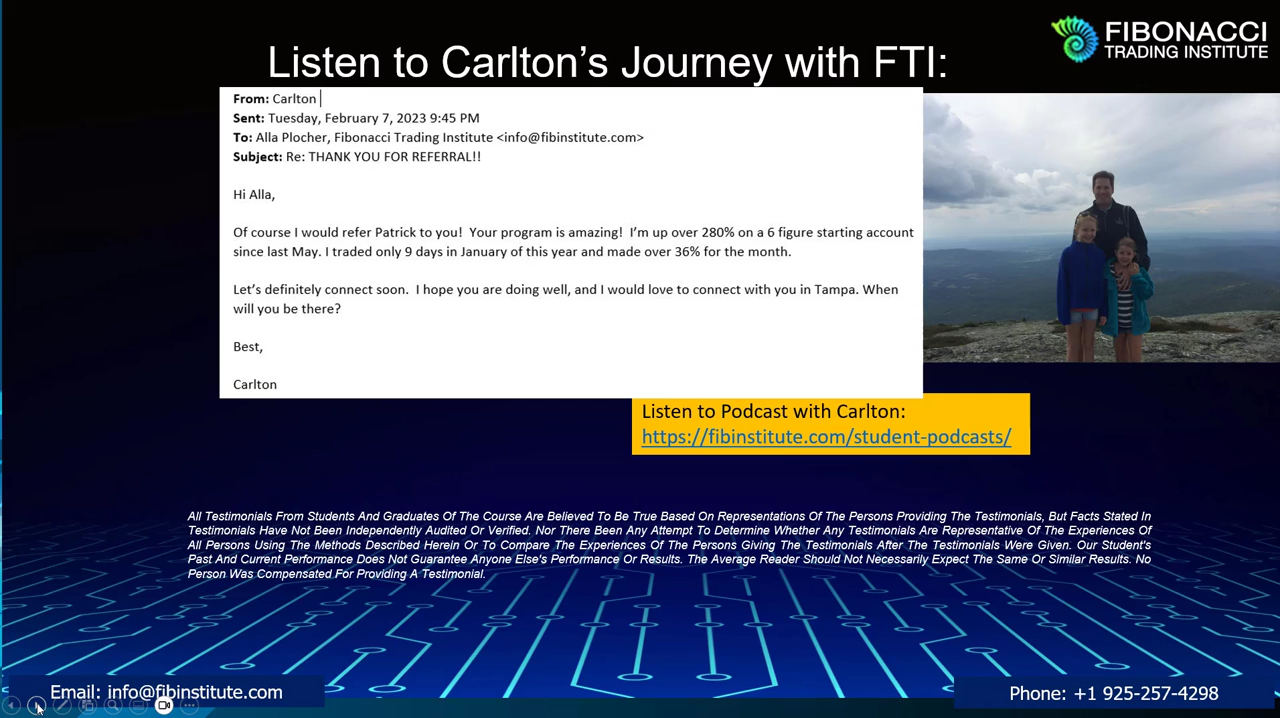 FIBONACCI
TRADING INSTITUTE
Listen to Carlton’s Journey with FTI:
From: Carlton
Sent: Tuesday, February 7, 2023 9:45 PM
To: Alla Plocher, Fibonacci Trading Institute <info@fibinstitute.com>
Subject: Re: THANK YOU FOR REFERRAL!!
Hi Alla,
Of course I would refer Patrick to you!  Your program is amazing!  I’m up over 280% on a 6 figure starting account
since last May. I traded only 9 days in January of this year and made over 36% for the month.
Let’s definitely connect soon.  I hope you are doing well, and I would love to connect with you in Tampa. When
will you be there?
Best,
Carlton
Listen to Podcast with Carlton:
https://fibinstitute.com/student-podcasts/
All Testimonials From Students And Graduates Of The Course Are Believed To Be True Based On Representations Of The Persons Providing The Testimonials, But Facts Stated In
Testimonials Have Not Been Independently Audited Or Verified. Nor There Been Any Attempt To Determine Whether Any Testimonials Are Representative Of The Experiences Of
All Persons Using The Methods Described Herein Or To Compare The Experiences Of The Persons Giving The Testimonials After The Testimonials Were Given. Our Student's
Past And Current Performance Does Not Guarantee Anyone Else's Performance Or Results. The Average Reader Should Not Necessarily Expect The Same Or Similar Results. No
Person Was Compensated For Providing A Testimonial.
Email: info@fibinstitute.com
Phone: +1 925-257-4298